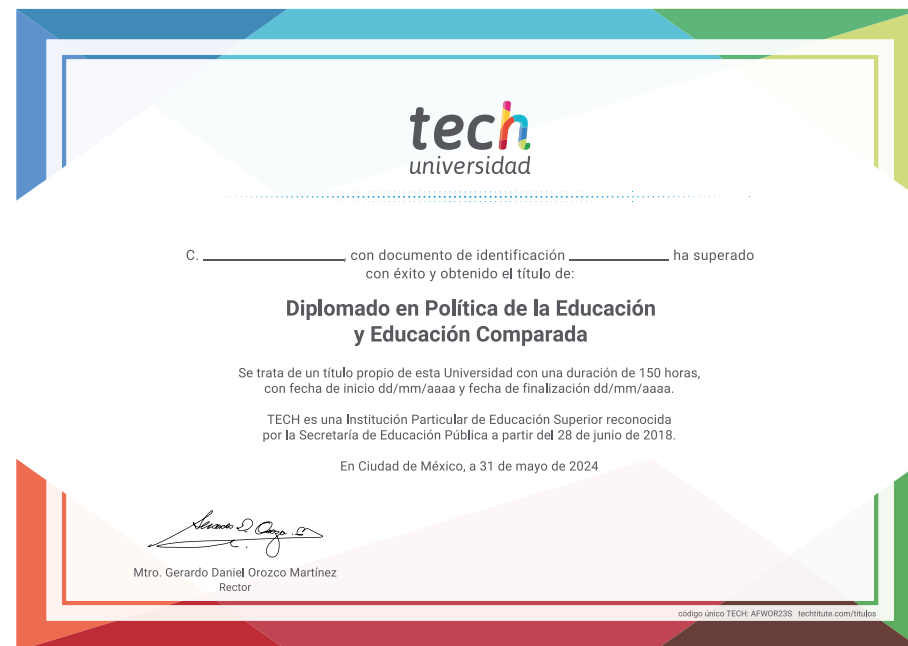 tech
universidad
C. ____________, con documento de identificación ____________ ha superado
con éxito y obtenido el título de:
Diplomado en Política de la Educación
y Educación Comparada
Se trata de un título propio de esta Universidad con una duración de 150 horas,
con fecha de inicio dd/mm/aaaa y fecha de finalización dd/mm/aaaa.
TECH es una Institución Particular de Educación Superior reconocida
por la Secretaría de Educación Pública a partir del 28 de junio de 2018.
En Ciudad de México, a 31 de mayo de 2024
Mtro. Gerardo Daniel Orozco Martínez
Rector
código único TECH: AFWOR23S techtitute.com/titulos